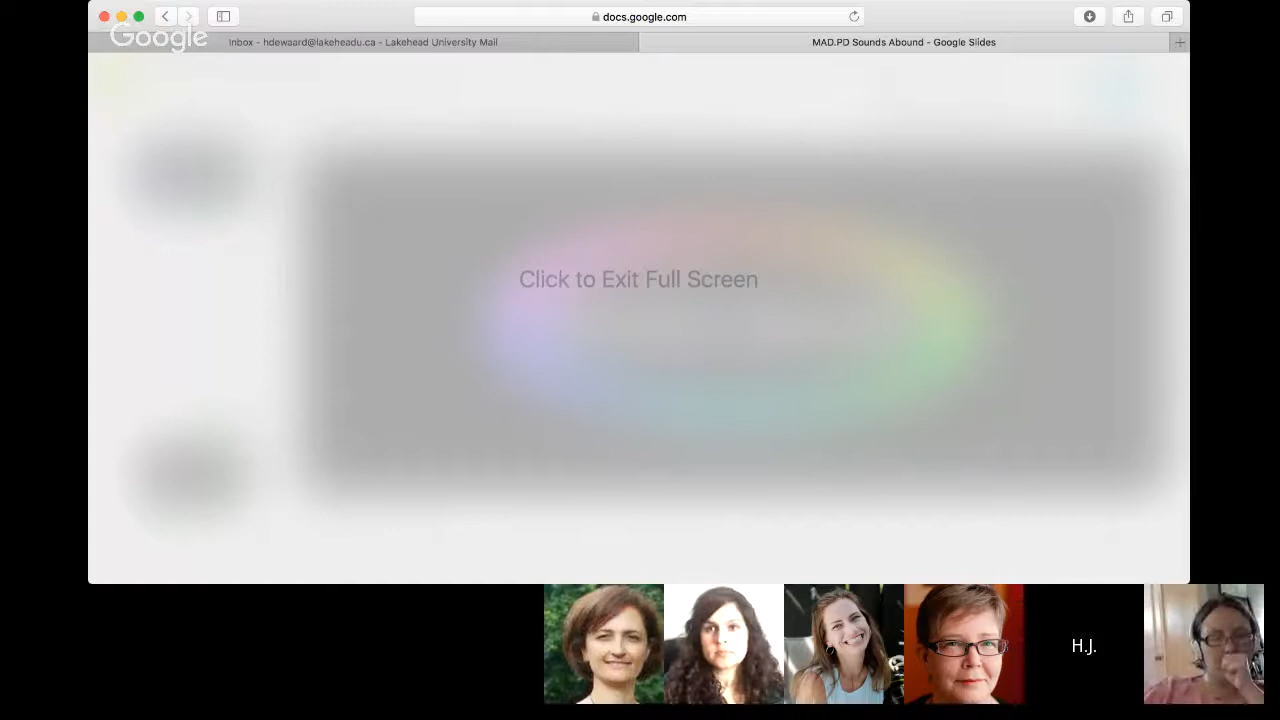 docs.google.com
Google
Inbox - hdewaard@lakeheadu.ca - Lakehead University Mail
MAD.PD Sounds Abound - Google Slides
Click to Exit Full Screen
H.J.